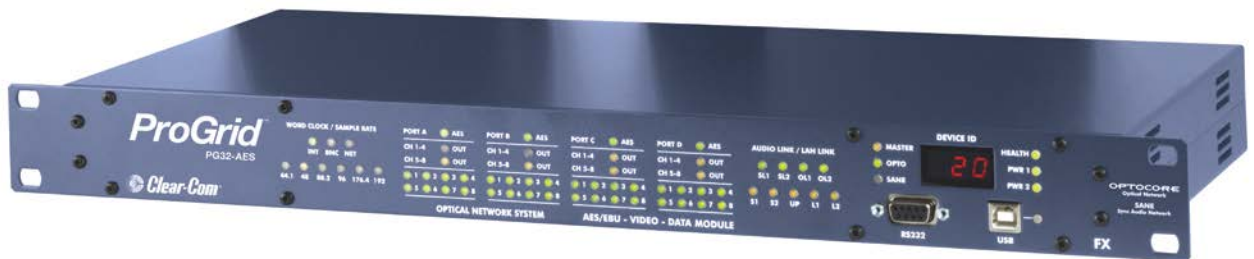 ProGrid™
PG32-AES
Clear-Com®
WORD CLOCK / SAMPLE RATE
INT BNC NET
44.1 48 88.2 96 176.4 192
PORT A AES
CH 1-4 OUT
CH 5-8 OUT
1 2 3 4
5 6 7 8
PORT B AES
CH 1-4 OUT
CH 5-8 OUT
1 2 3 4
5 6 7 8
OPTICAL NETWORK SYSTEM
PORT C AES
CH 1-4 OUT
CH 5-8 OUT
1 2 3 4
5 6 7 8
PORT D AES
CH 1-4 OUT
CH 5-8 OUT
1 2 3 4
5 6 7 8
AES/EBU - VIDEO - DATA MODULE
AUDIO LINK / LAN LINK
SL1 SL2 OL1 OL2
S1 S2 UP L1 L2
MASTER
OPTO
SANE
DEVICE ID
20
HEALTH
PWR 1
PWR 2
RS232
USB
OPTOCORE
Optical Network
SANE
Sync Audio Network
FX